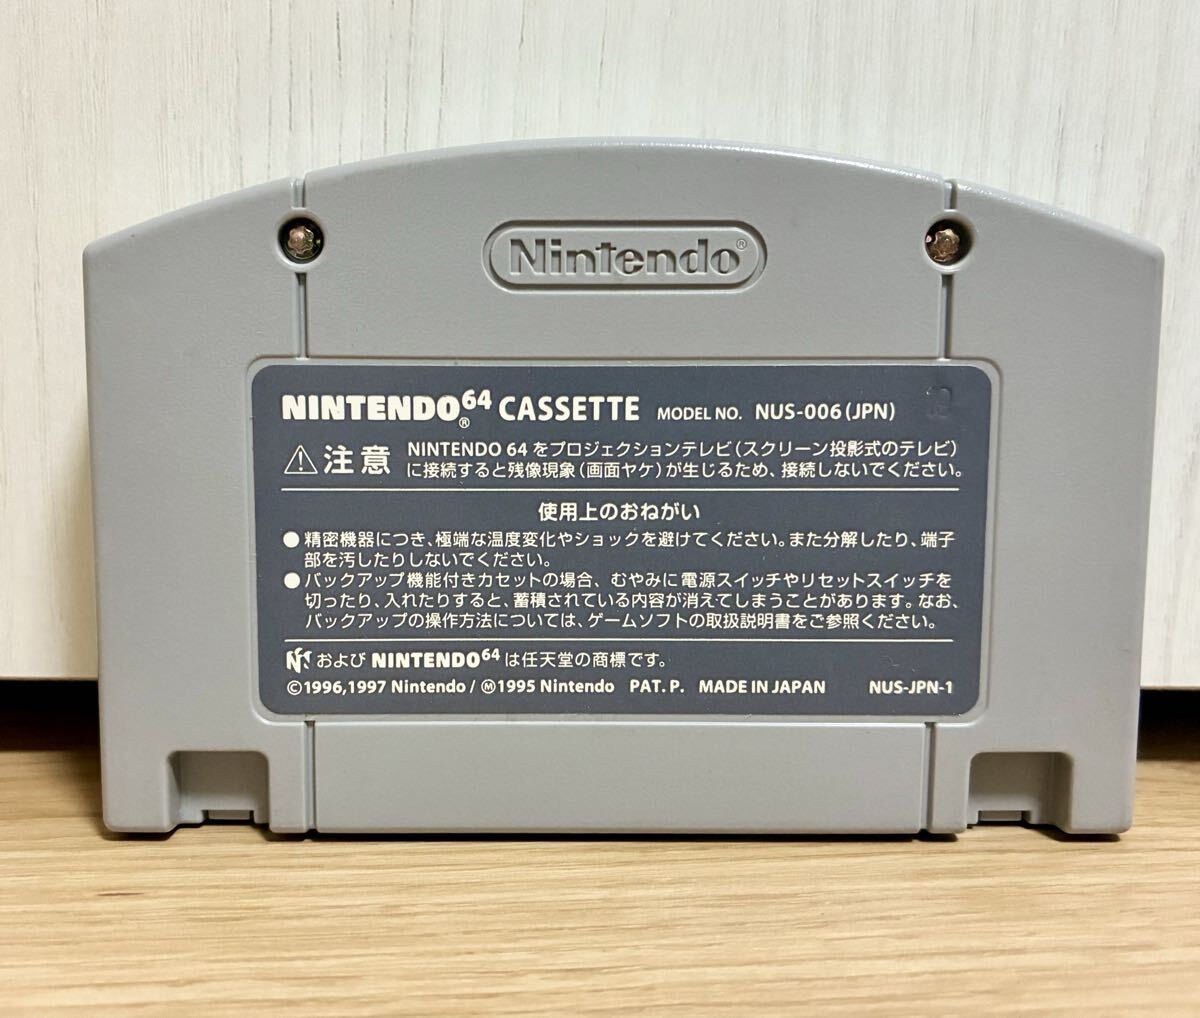 Nintendo®
NINTENDO64® CASSETTE MODEL NO. NUS-006(JPN)
⚠注意 NINTENDO 64 をプロジェクションテレビ(スクリーン投影式のテレビ)
に接続すると残像現象(画面ヤケ)が生じるため、接続しないでください。
使用上のおねがい
●精密機器につき、極端な温度変化やショックを避けてください。また分解したり、端子
部を汚したりしないでください。
●バックアップ機能付きカセットの場合、むやみに電源スイッチやリセットスイッチを
切ったり、入れたりすると、蓄積されている内容が消えてしまうことがあります。なお、
バックアップの操作方法については、ゲームソフトの取扱説明書をご参照ください。
および NINTENDO64 は任天堂の商標です。
©1996,1997 Nintendo / Ⓜ1995 Nintendo PAT. P. MADE IN JAPAN NUS-JPN-1